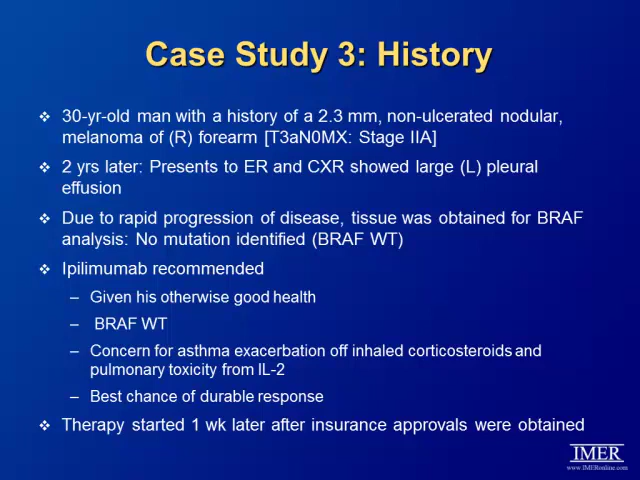 Case Study 3: History
❖ 30-yr-old man with a history of a 2.3 mm, non-ulcerated nodular,
melanoma of (R) forearm [T3aN0MX: Stage IIA]
❖ 2 yrs later: Presents to ER and CXR showed large (L) pleural
effusion
❖ Due to rapid progression of disease, tissue was obtained for BRAF
analysis: No mutation identified (BRAF WT)
❖ Ipilimumab recommended
– Given his otherwise good health
– BRAF WT
– Concern for asthma exacerbation off inhaled corticosteroids and
pulmonary toxicity from IL-2
– Best chance of durable response
❖ Therapy started 1 wk later after insurance approvals were obtained
IMER
www.IMERonline.com